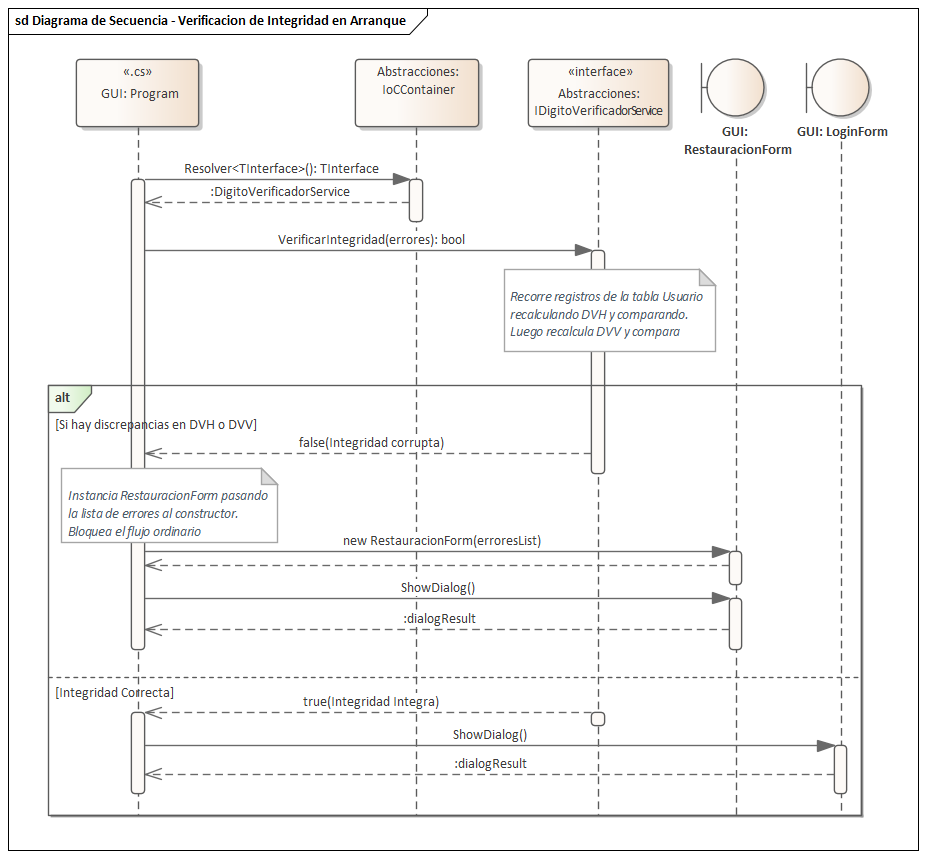 sd Diagrama de Secuencia - Verificacion de Integridad en Arranque
«.cs»
GUI: Program
Abstracciones:
IoCContainer
«interface»
Abstracciones:
IDigitoVerificadorService
GUI:
RestauracionForm
GUI: LoginForm
Resolver<TInterface>(): TInterface
:DigitoVerificadorService
VerificarIntegridad(errores): bool
Recorre registros de la tabla Usuario
recalculando DVH y comparando.
Luego recalcula DVV y compara
alt
[Si hay discrepancias en DVH o DVV]
false(Integridad corrupta)
Instancia RestauracionForm pasando
la lista de errores al constructor.
Bloquea el flujo ordinario
new RestauracionForm(erroresList)
ShowDialog()
:dialogResult
[Integridad Correcta]
true(Integridad Integra)
ShowDialog()
:dialogResult